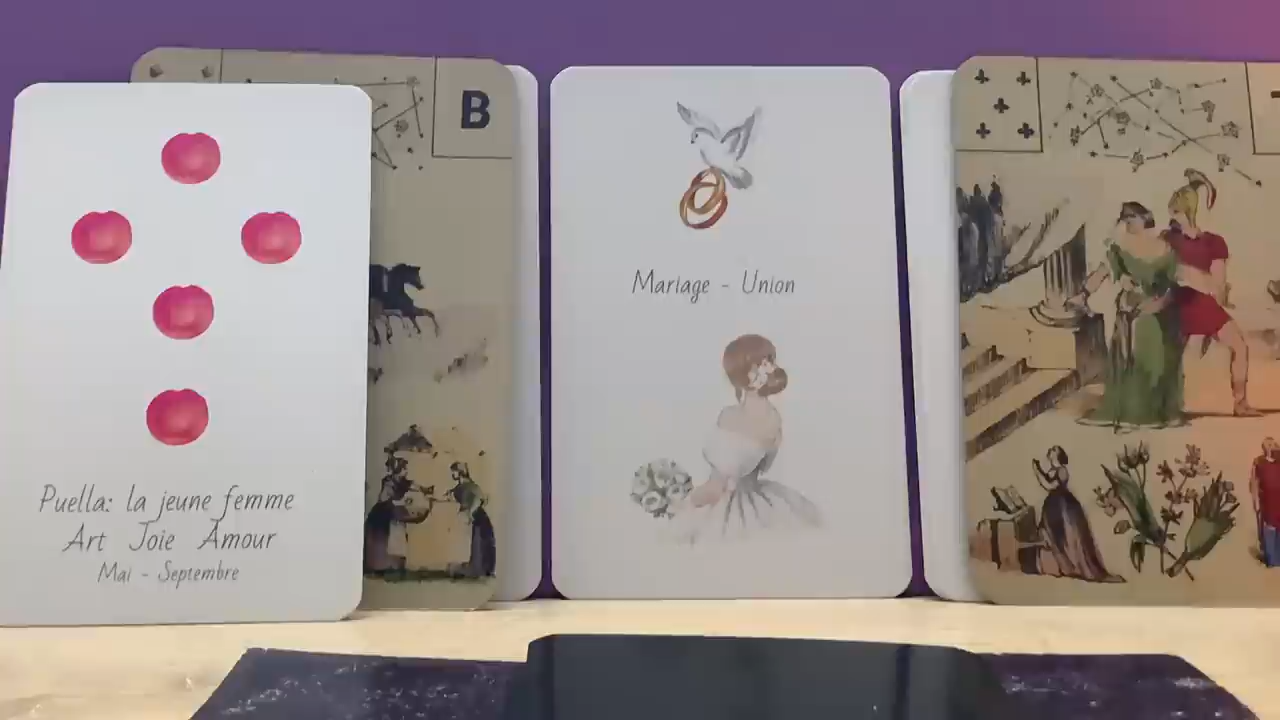 Puella: la jeune femme
Art Joie Amour
Mai - Septembre
B
Mariage - Union